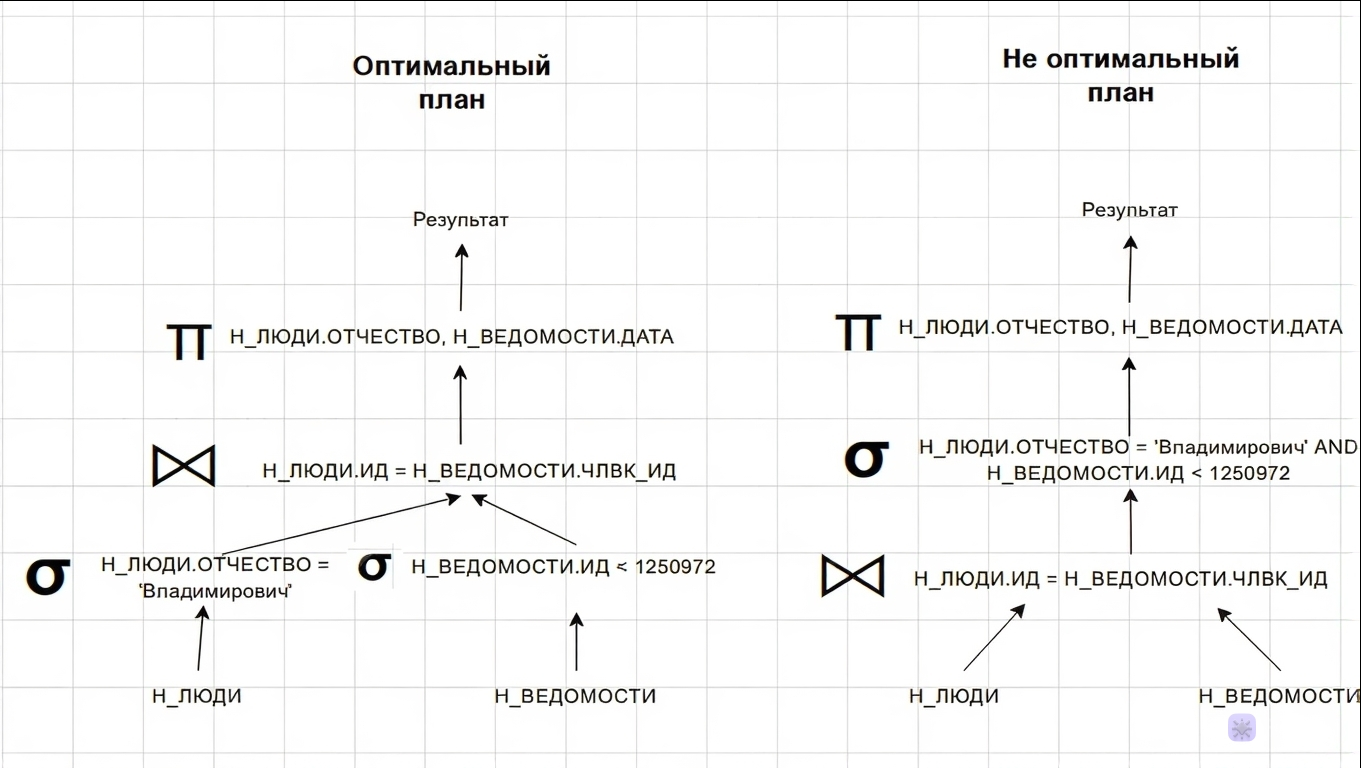 Оптимальный
план
Результат
π Н_ЛЮДИ.ОТЧЕСТВО, Н_ВЕДОМОСТИ.ДАТА
⋈ Н_ЛЮДИ.ИД = Н_ВЕДОМОСТИ.ЧЛВК_ИД
σ Н_ЛЮДИ.ОТЧЕСТВО =
'Владимирович'
σ Н_ВЕДОМОСТИ.ИД < 1250972
Н_ЛЮДИ
Н_ВЕДОМОСТИ
Не оптимальный
план
Результат
π Н_ЛЮДИ.ОТЧЕСТВО, Н_ВЕДОМОСТИ.ДАТА
σ Н_ЛЮДИ.ОТЧЕСТВО = 'Владимирович' AND
Н_ВЕДОМОСТИ.ИД < 1250972
⋈ Н_ЛЮДИ.ИД = Н_ВЕДОМОСТИ.ЧЛВК_ИД
Н_ЛЮДИ
Н_ВЕДОМОСТИ